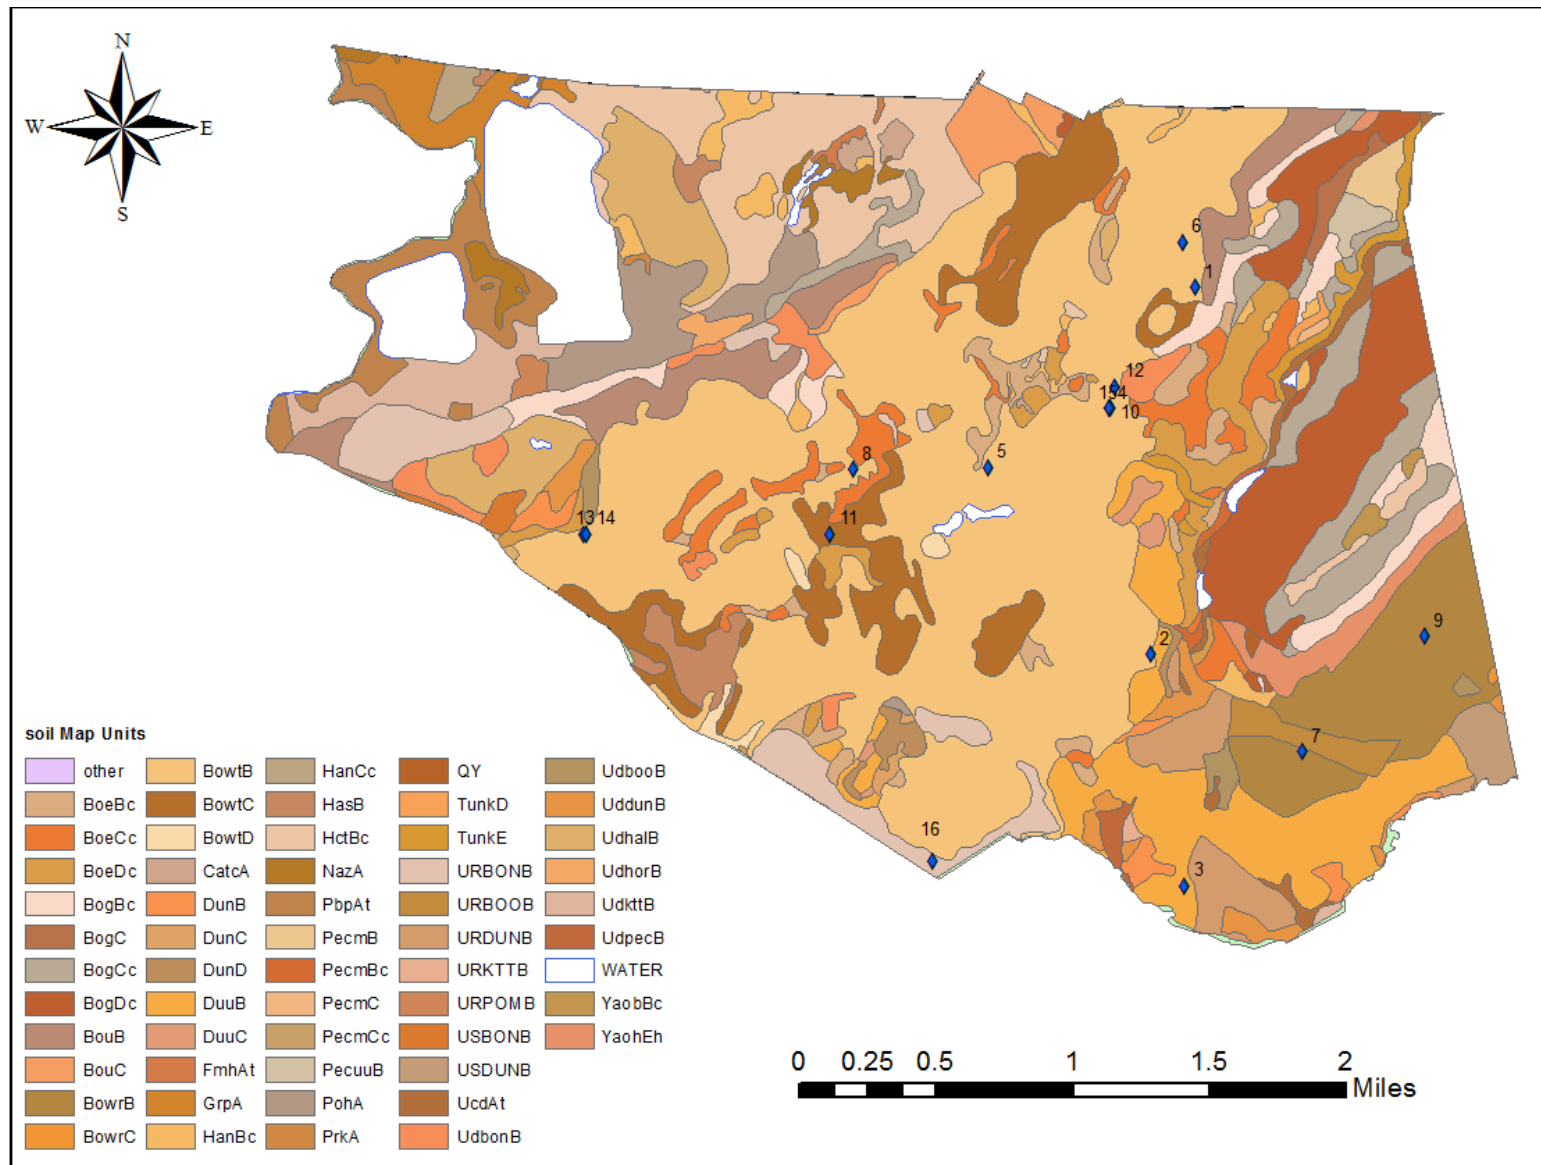 N
W E
S
6
1
12
154
10
8
5
13 14
11
2
9
7
16
3
soil Map Units
other BowtB HanCc QY UdbooB
BoeBc BowtC HasB TunkD UddunB
BoeCc BowtD HctBc TunkE UdhalB
BoeDc CatcA NazA URBONB UdhorB
BogBc DunB PbpAt URBOOB UdkttB
BogC DunC PecmB URDUNB UdpecB
BogCc DunD PecmBc URKTTB WATER
BogDc DuuB PecmC URPOMB YaobBc
BouB DuuC PecmCc USBONB YaohEh
BouC FmhAt PecuuB USDUNB
BowrB GrpA PohA UcdAt
BowrC HanBc PrkA UdbonB
0 0.25 0.5 1 1.5 2
Miles